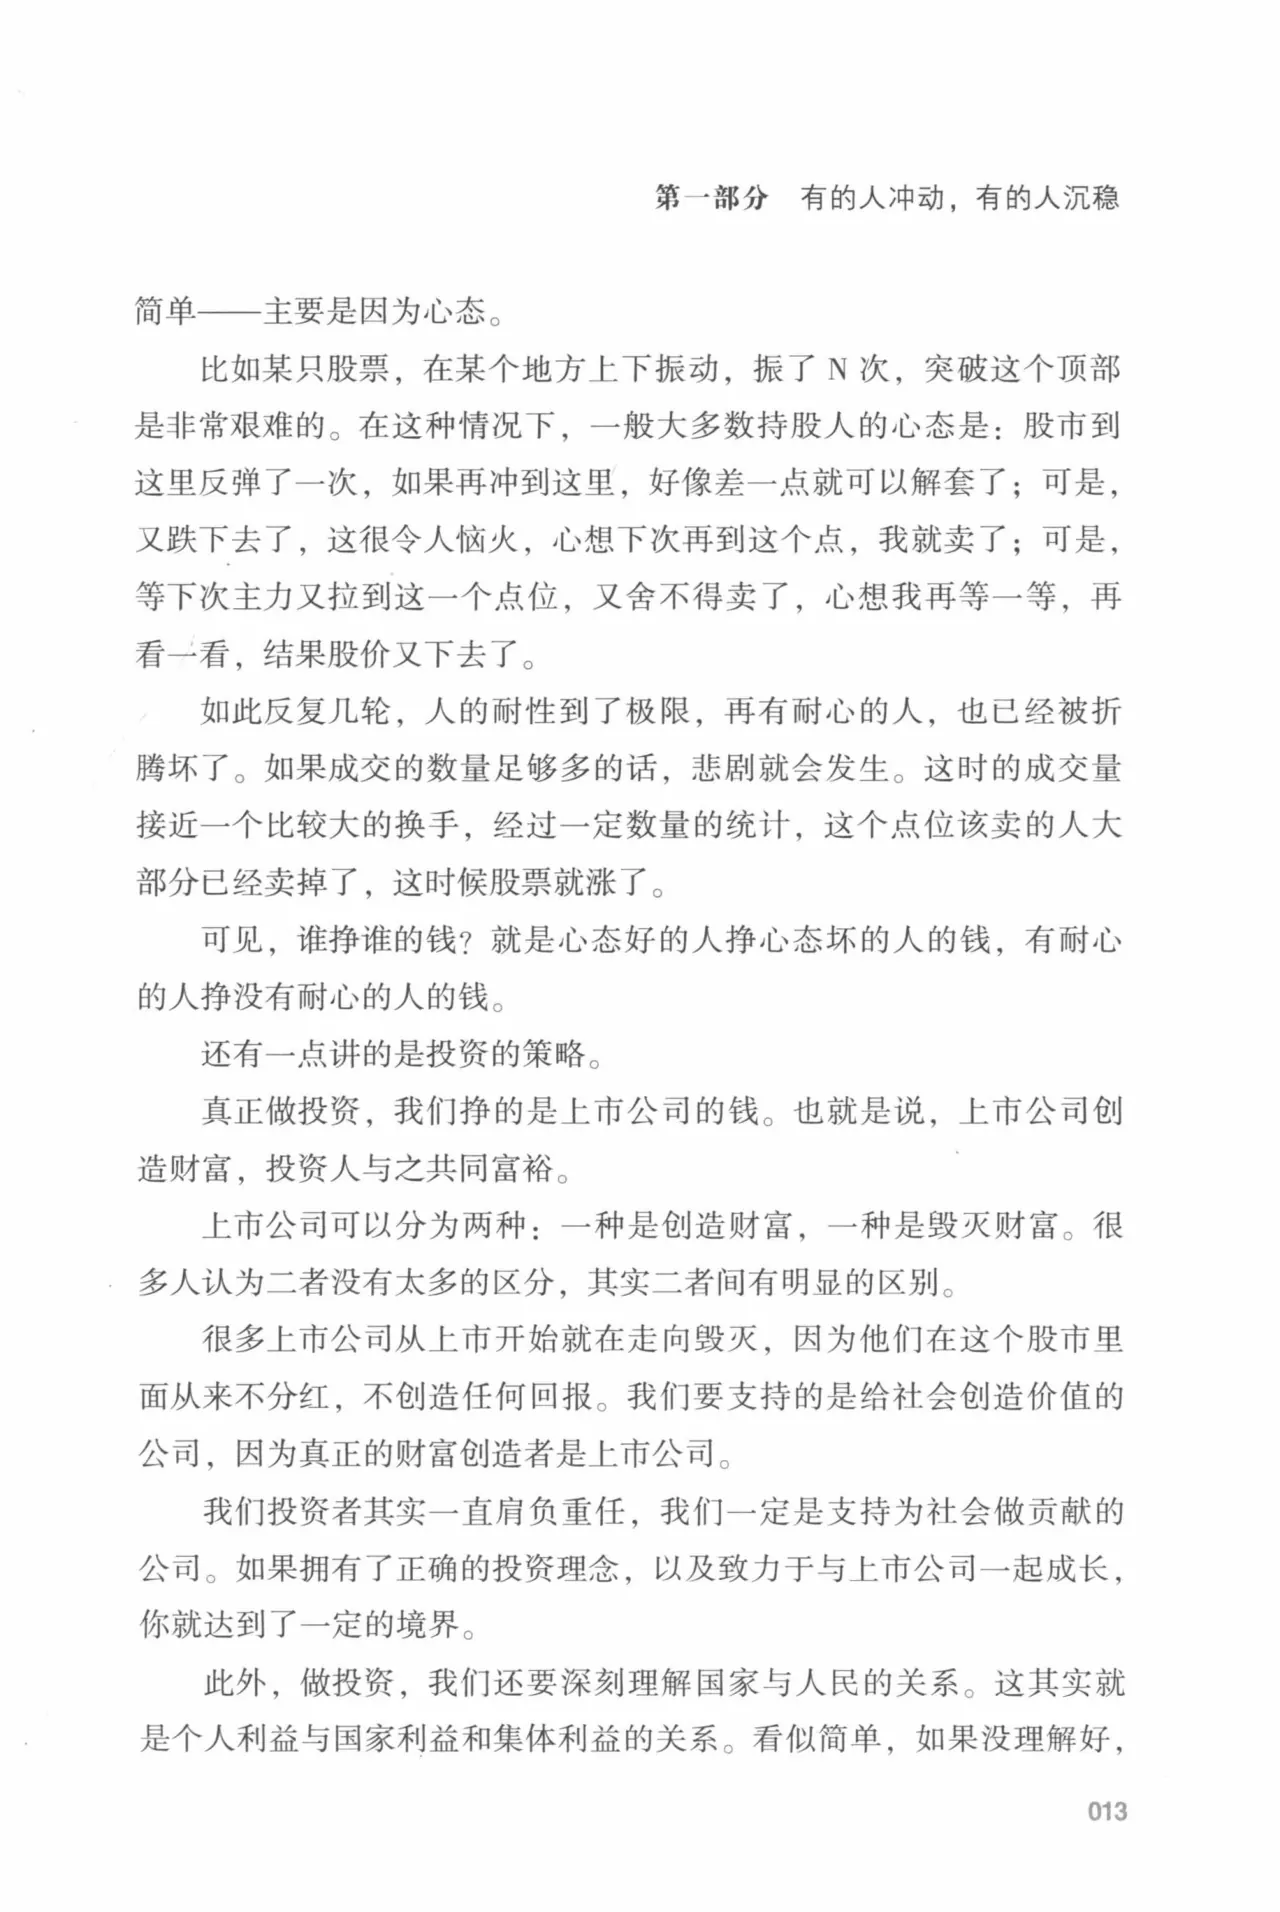 第一部分 有的人冲动，有的人沉稳
简单——主要是因为心态。
比如某只股票，在某个地方上下振动，振了 N 次，突破这个顶部
是非常艰难的。在这种情况下，一般大多数持股人的心态是：股市到
这里反弹了一次，如果再冲到这里，好像差一点就可以解套了；可是，
又跌下去了，这很令人恼火，心想下次再到这个点，我就卖了；可是，
等下次主力又拉到这一个点位，又舍不得卖了，心想我再等一等，再
看一看，结果股价又下去了。
如此反复几轮，人的耐性到了极限，再有耐心的人，也已经被折
腾坏了。如果成交的数量足够多的话，悲剧就会发生。这时的成交量
接近一个比较大的换手，经过一定数量的统计，这个点位该卖的人大
部分已经卖掉了，这时候股票就涨了。
可见，谁挣谁的钱？就是心态好的人挣心态坏的人的钱，有耐心
的人挣没有耐心的人的钱。
还有一点讲的是投资的策略。
真正做投资，我们挣的是上市公司的钱。也就是说，上市公司创
造财富，投资人与之共同富裕。
上市公司可以分为两种：一种是创造财富，一种是毁灭财富。很
多人认为二者没有太多的区分，其实二者间有明显的区别。
很多上市公司从上市开始就在走向毁灭，因为他们在这个股市里
面从来不分红，不创造任何回报。我们要支持的是给社会创造价值的
公司，因为真正的财富创造者是上市公司。
我们投资者其实一直肩负重任，我们一定是支持为社会做贡献的
公司。如果拥有了正确的投资理念，以及致力于与上市公司一起成长，
你就达到了一定的境界。
此外，做投资，我们还要深刻理解国家与人民的关系。这其实就
是个人利益与国家利益和集体利益的关系。看似简单，如果没理解好，
013